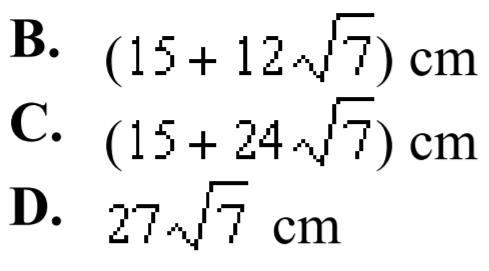 B. (15 + 12√7) cm
C. (15 + 24√7) cm
D. 27√7 cm